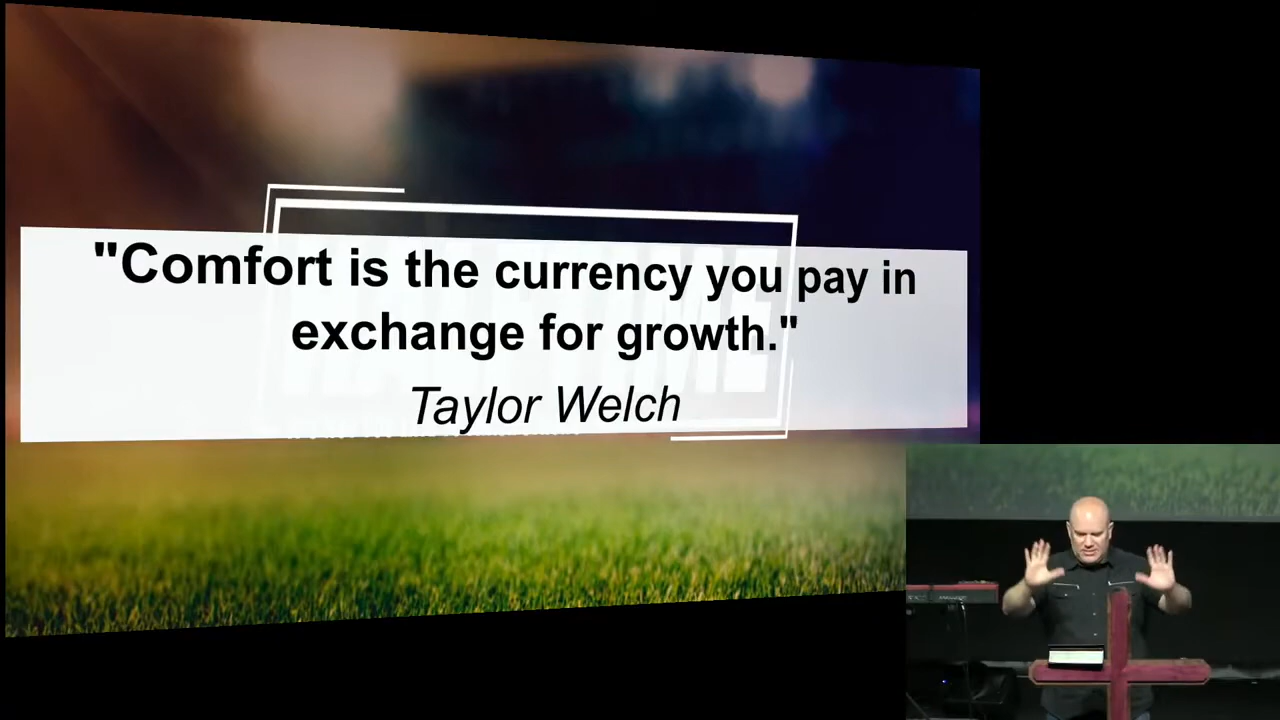 "Comfort is the currency you pay in
exchange for growth."
Taylor Welch